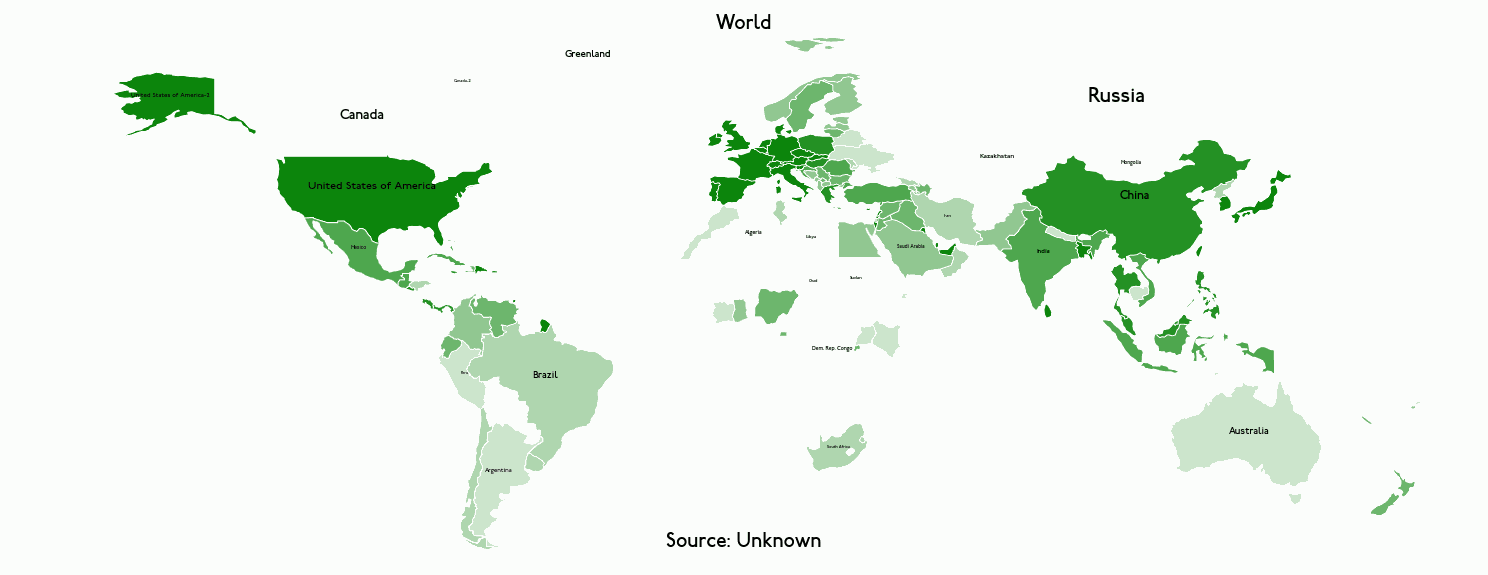 World
Greenland
Canada-2
United States of America-2
Russia
Canada
Kazakhstan
Mongolia
United States of America
China
Iran
Algeria
Libya
Mexico
Saudi Arabia
India
Chad
Sudan
Dem. Rep. Congo
Peru
Brazil
Australia
South Africa
Argentina
Source: Unknown